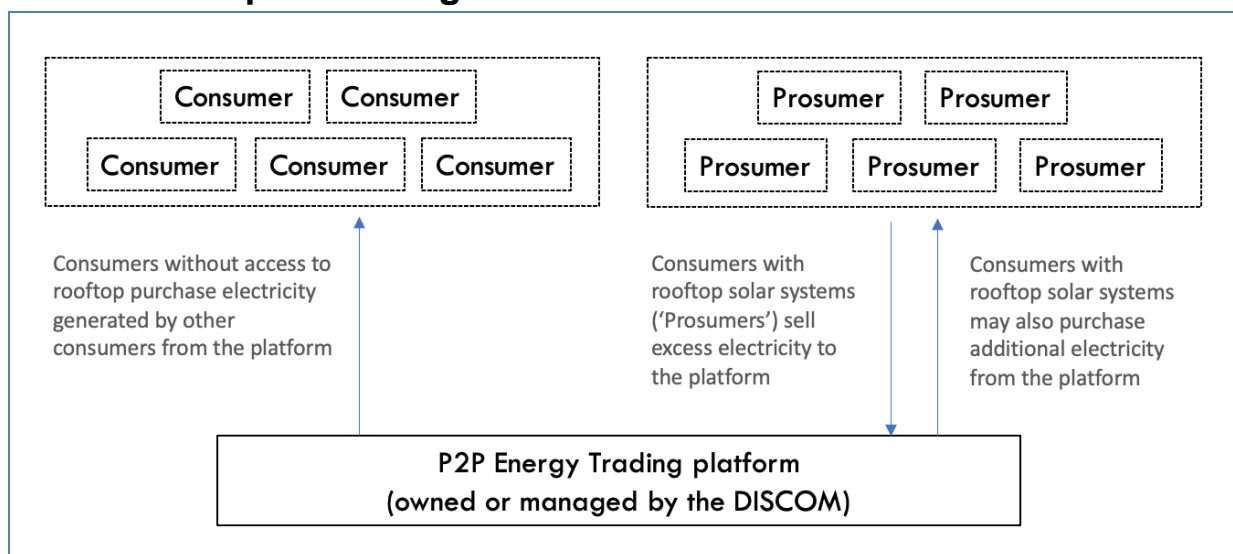 Consumer Consumer
Consumer Consumer Consumer
Prosumer Prosumer
Prosumer Prosumer Prosumer
Consumers without access to
rooftop purchase electricity
generated by other
consumers from the platform
Consumers with
rooftop solar systems
(‘Prosumers’) sell
excess electricity to
the platform
Consumers with
rooftop solar systems
may also purchase
additional electricity
from the platform
P2P Energy Trading platform
(owned or managed by the DISCOM)